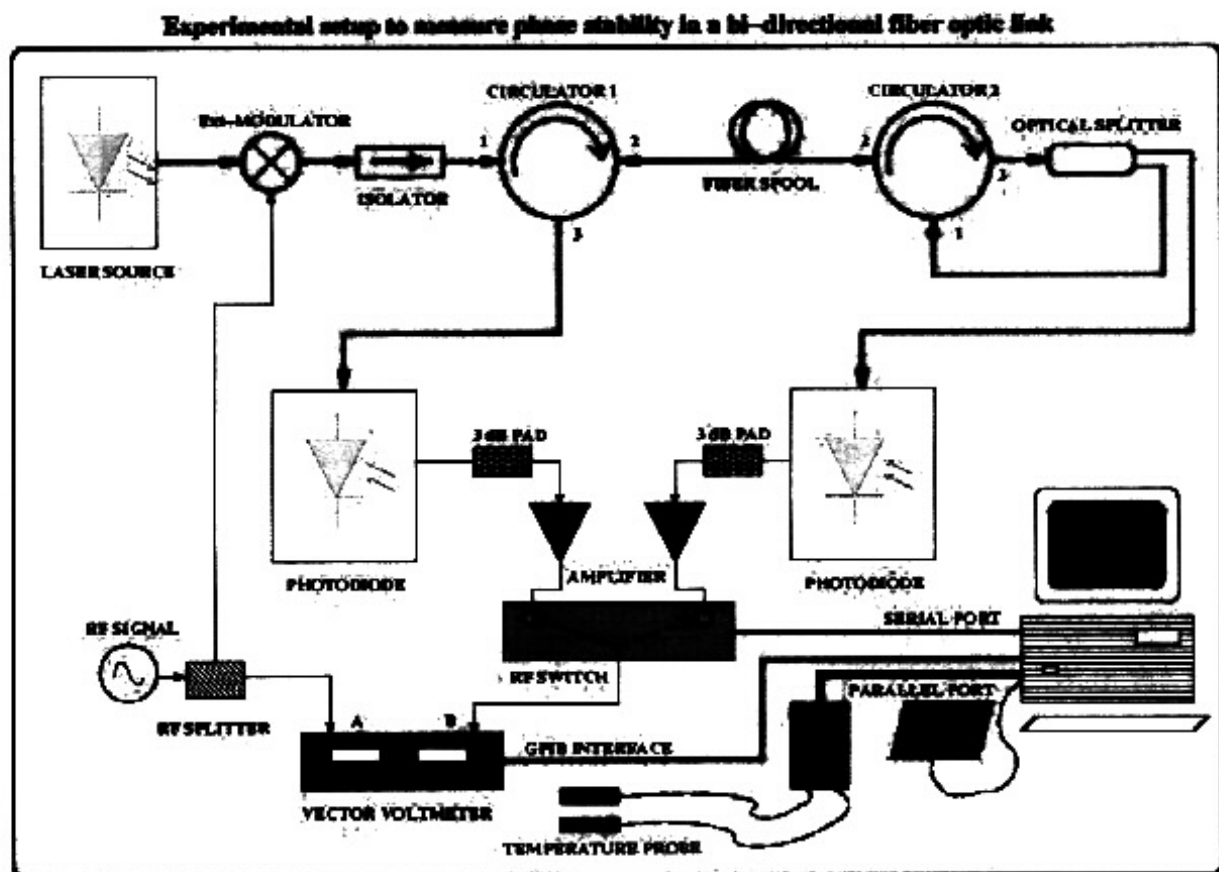 Experimental setup to measure phase stability in a bi-directional fiber optic link
CIRCULATOR 1
CIRCULATOR 2
Ext-MODULATOR
OPTICAL SPLITTER
1
2
2
3
ISOLATOR
FIBER SPOOL
3
1
LASER SOURCE
3 dB PAD
3 dB PAD
PHOTODIODE
AMPLIFIER
PHOTODIODE
RF SIGNAL
SERIAL PORT
RF SWITCH
PARALLEL PORT
RF SPLITTER
A
B
GPIB INTERFACE
VECTOR VOLTMETER
TEMPERATURE PROBE